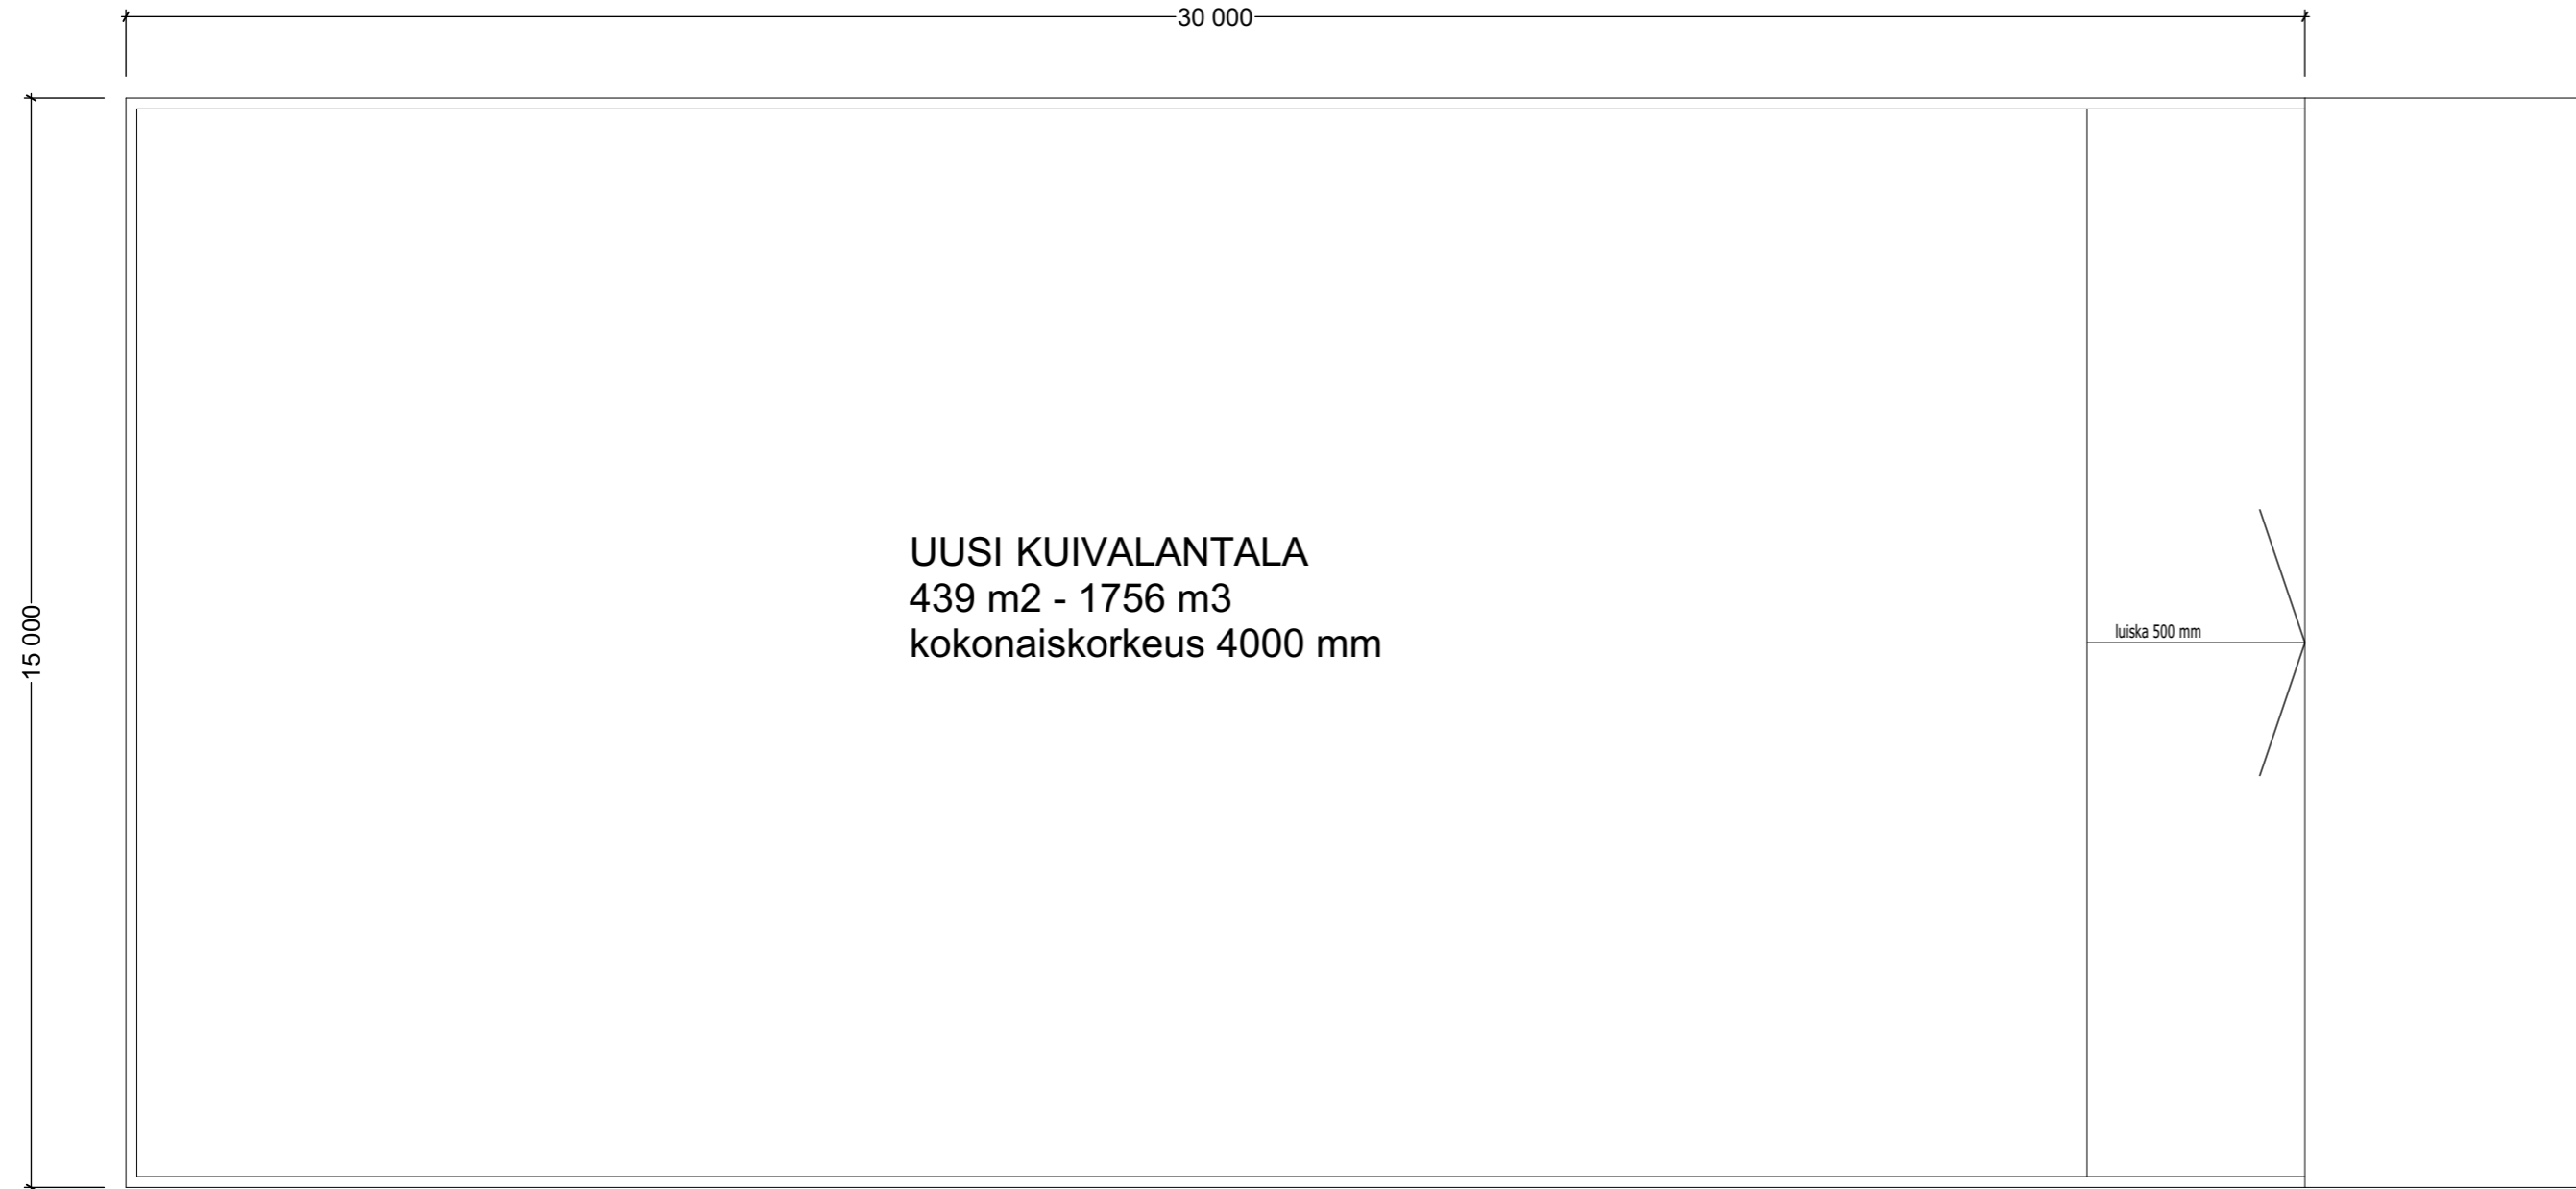 30 000
15 000
UUSI KUIVALANTALA
439 m2 - 1756 m3
kokonaiskorkeus 4000 mm
luiska 500 mm